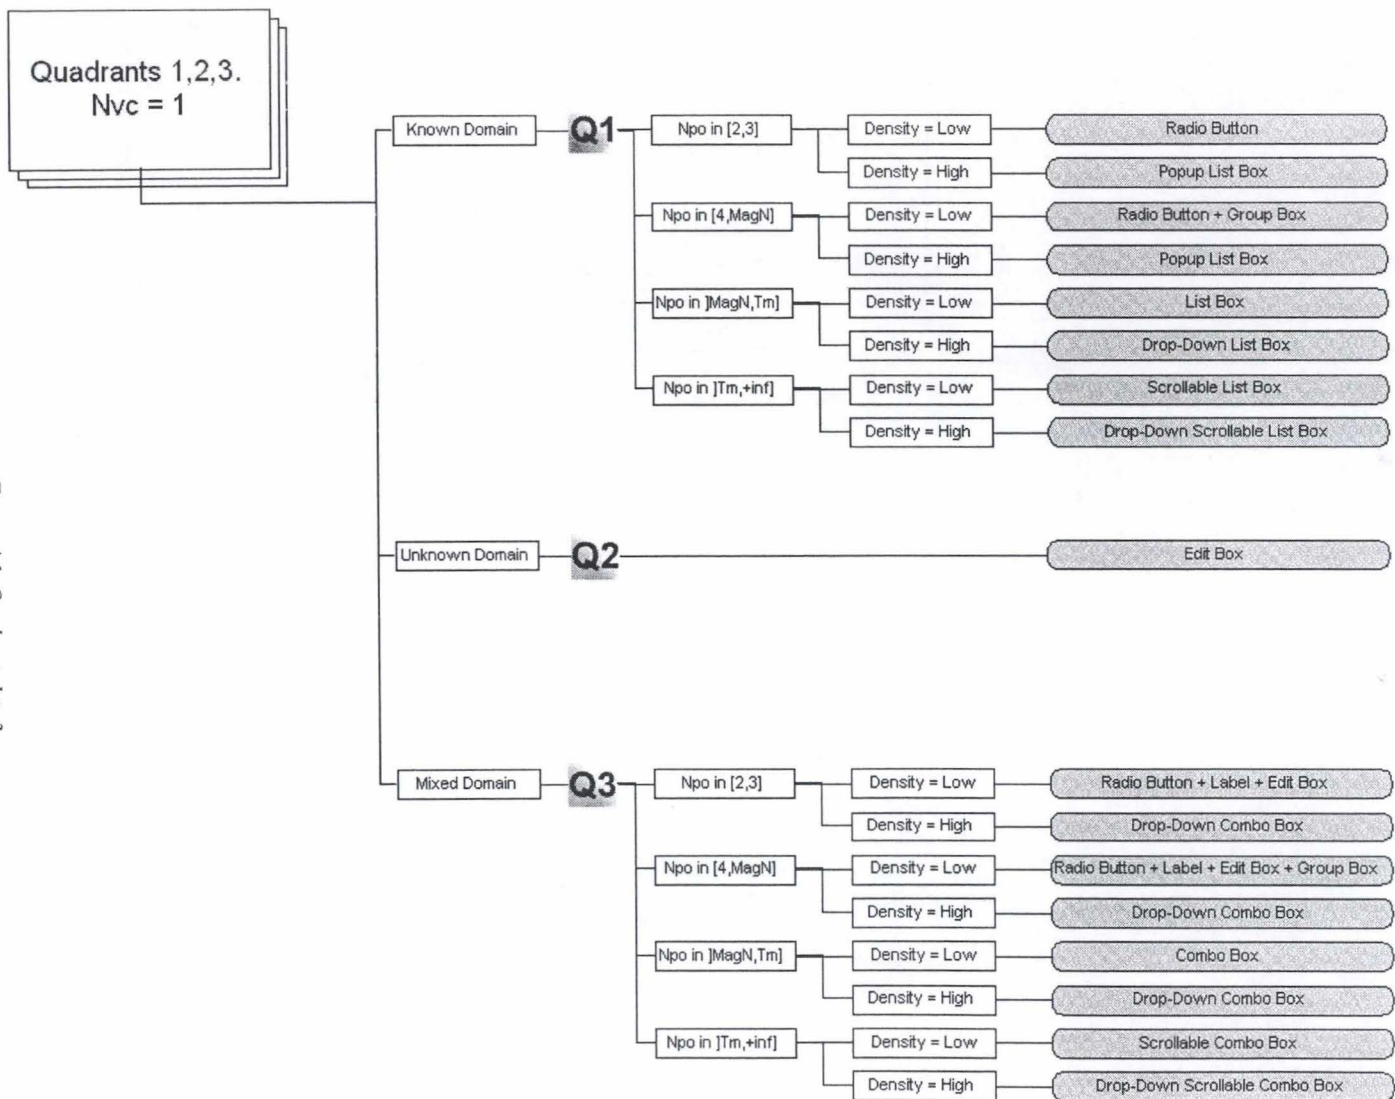 Quadrants 1,2,3.
Nvc = 1
Known Domain
Q1
Npo in [2,3]
Density = Low
Radio Button
Density = High
Popup List Box
Npo in [4,MagN]
Density = Low
Radio Button + Group Box
Density = High
Popup List Box
Npo in ]MagN,Tm]
Density = Low
List Box
Density = High
Drop-Down List Box
Npo in ]Tm,+inf]
Density = Low
Scrollable List Box
Density = High
Drop-Down Scrollable List Box
Unknown Domain
Q2
Edit Box
Mixed Domain
Q3
Npo in [2,3]
Density = Low
Radio Button + Label + Edit Box
Density = High
Drop-Down Combo Box
Npo in [4,MagN]
Density = Low
Radio Button + Label + Edit Box + Group Box
Density = High
Drop-Down Combo Box
Npo in ]MagN,Tm]
Density = Low
Combo Box
Density = High
Drop-Down Combo Box
Npo in ]Tm,+inf]
Density = Low
Scrollable Combo Box
Density = High
Drop-Down Scrollable Combo Box